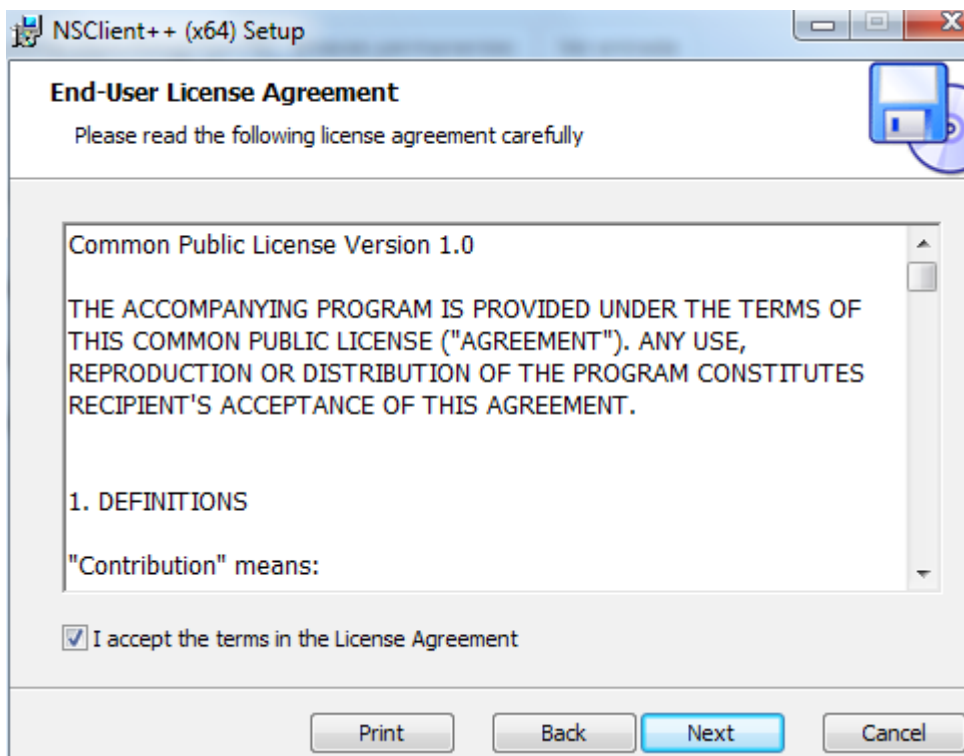 NSClient++ (x64) Setup
End-User License Agreement
Please read the following license agreement carefully
Common Public License Version 1.0
THE ACCOMPANYING PROGRAM IS PROVIDED UNDER THE TERMS OF
THIS COMMON PUBLIC LICENSE ("AGREEMENT"). ANY USE,
REPRODUCTION OR DISTRIBUTION OF THE PROGRAM CONSTITUTES
RECIPIENT'S ACCEPTANCE OF THIS AGREEMENT.
1. DEFINITIONS
"Contribution" means:
I accept the terms in the License Agreement
Print Back Next Cancel